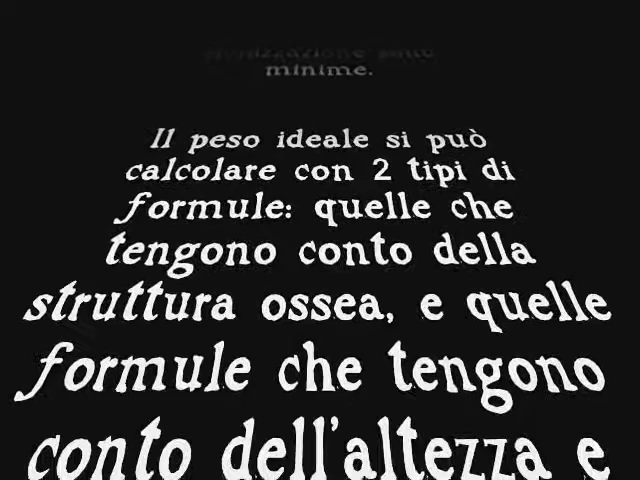 minime.
Il peso ideale si può
calcolare con 2 tipi di
formule: quelle che
tengono conto della
struttura ossea, e quelle
formule che tengono
conto dell'altezza e